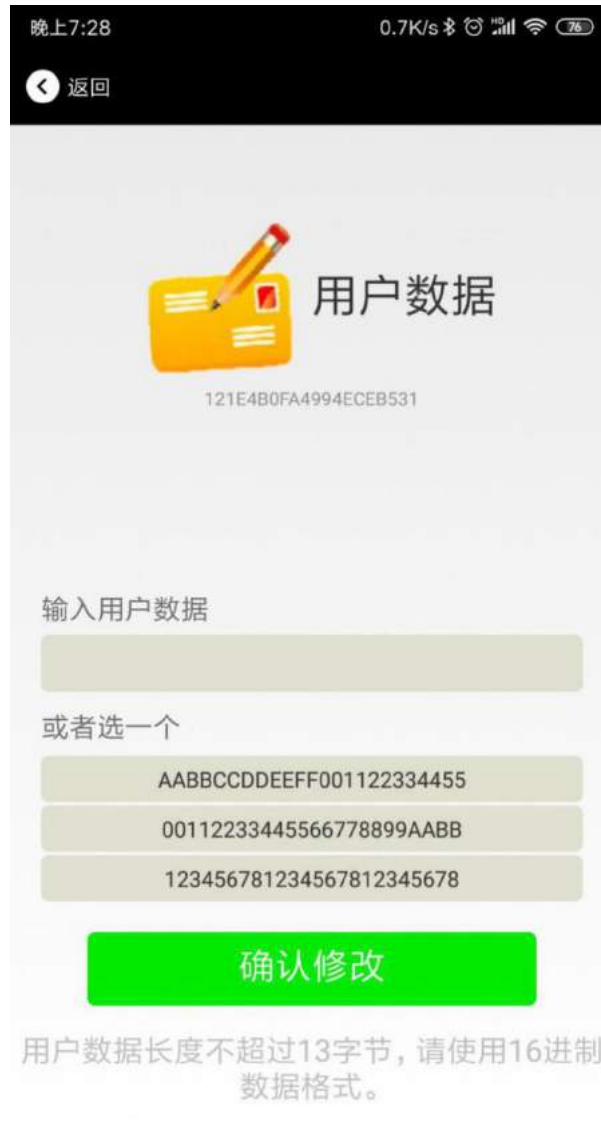 晚上7:28
0.7K/s HD 76
返回
用户数据
121E4B0FA4994ECEB531
输入用户数据
或者选一个
AABBCCDDEEFF001122334455
00112233445566778899AABB
123456781234567812345678
确认修改
用户数据长度不超过13字节，请使用16进制
数据格式。